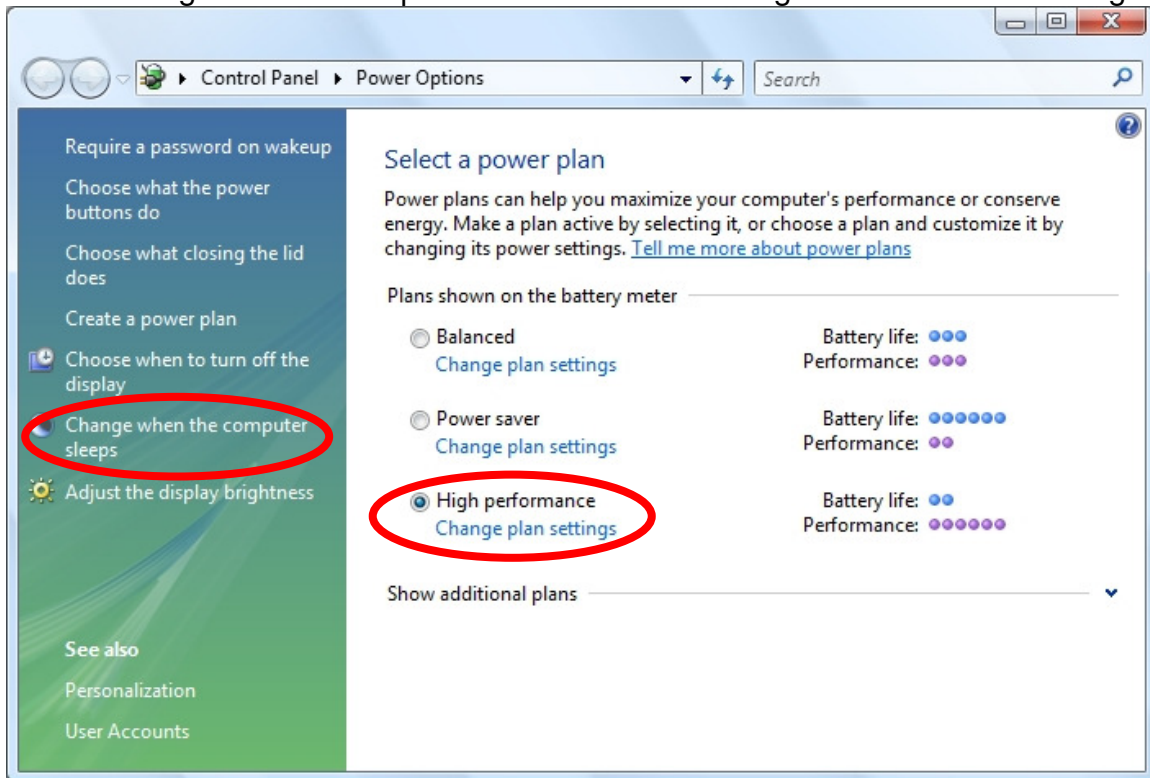 Control Panel Power Options
Search
Require a password on wakeup
Choose what the power
buttons do
Choose what closing the lid
does
Create a power plan
Choose when to turn off the
display
Change when the computer
sleeps
Adjust the display brightness
See also
Personalization
User Accounts
Select a power plan
Power plans can help you maximize your computer's performance or conserve
energy. Make a plan active by selecting it, or choose a plan and customize it by
changing its power settings. Tell me more about power plans
Plans shown on the battery meter
Balanced Battery life:
Change plan settings Performance:
Power saver Battery life:
Change plan settings Performance:
High performance Battery life:
Change plan settings Performance:
Show additional plans